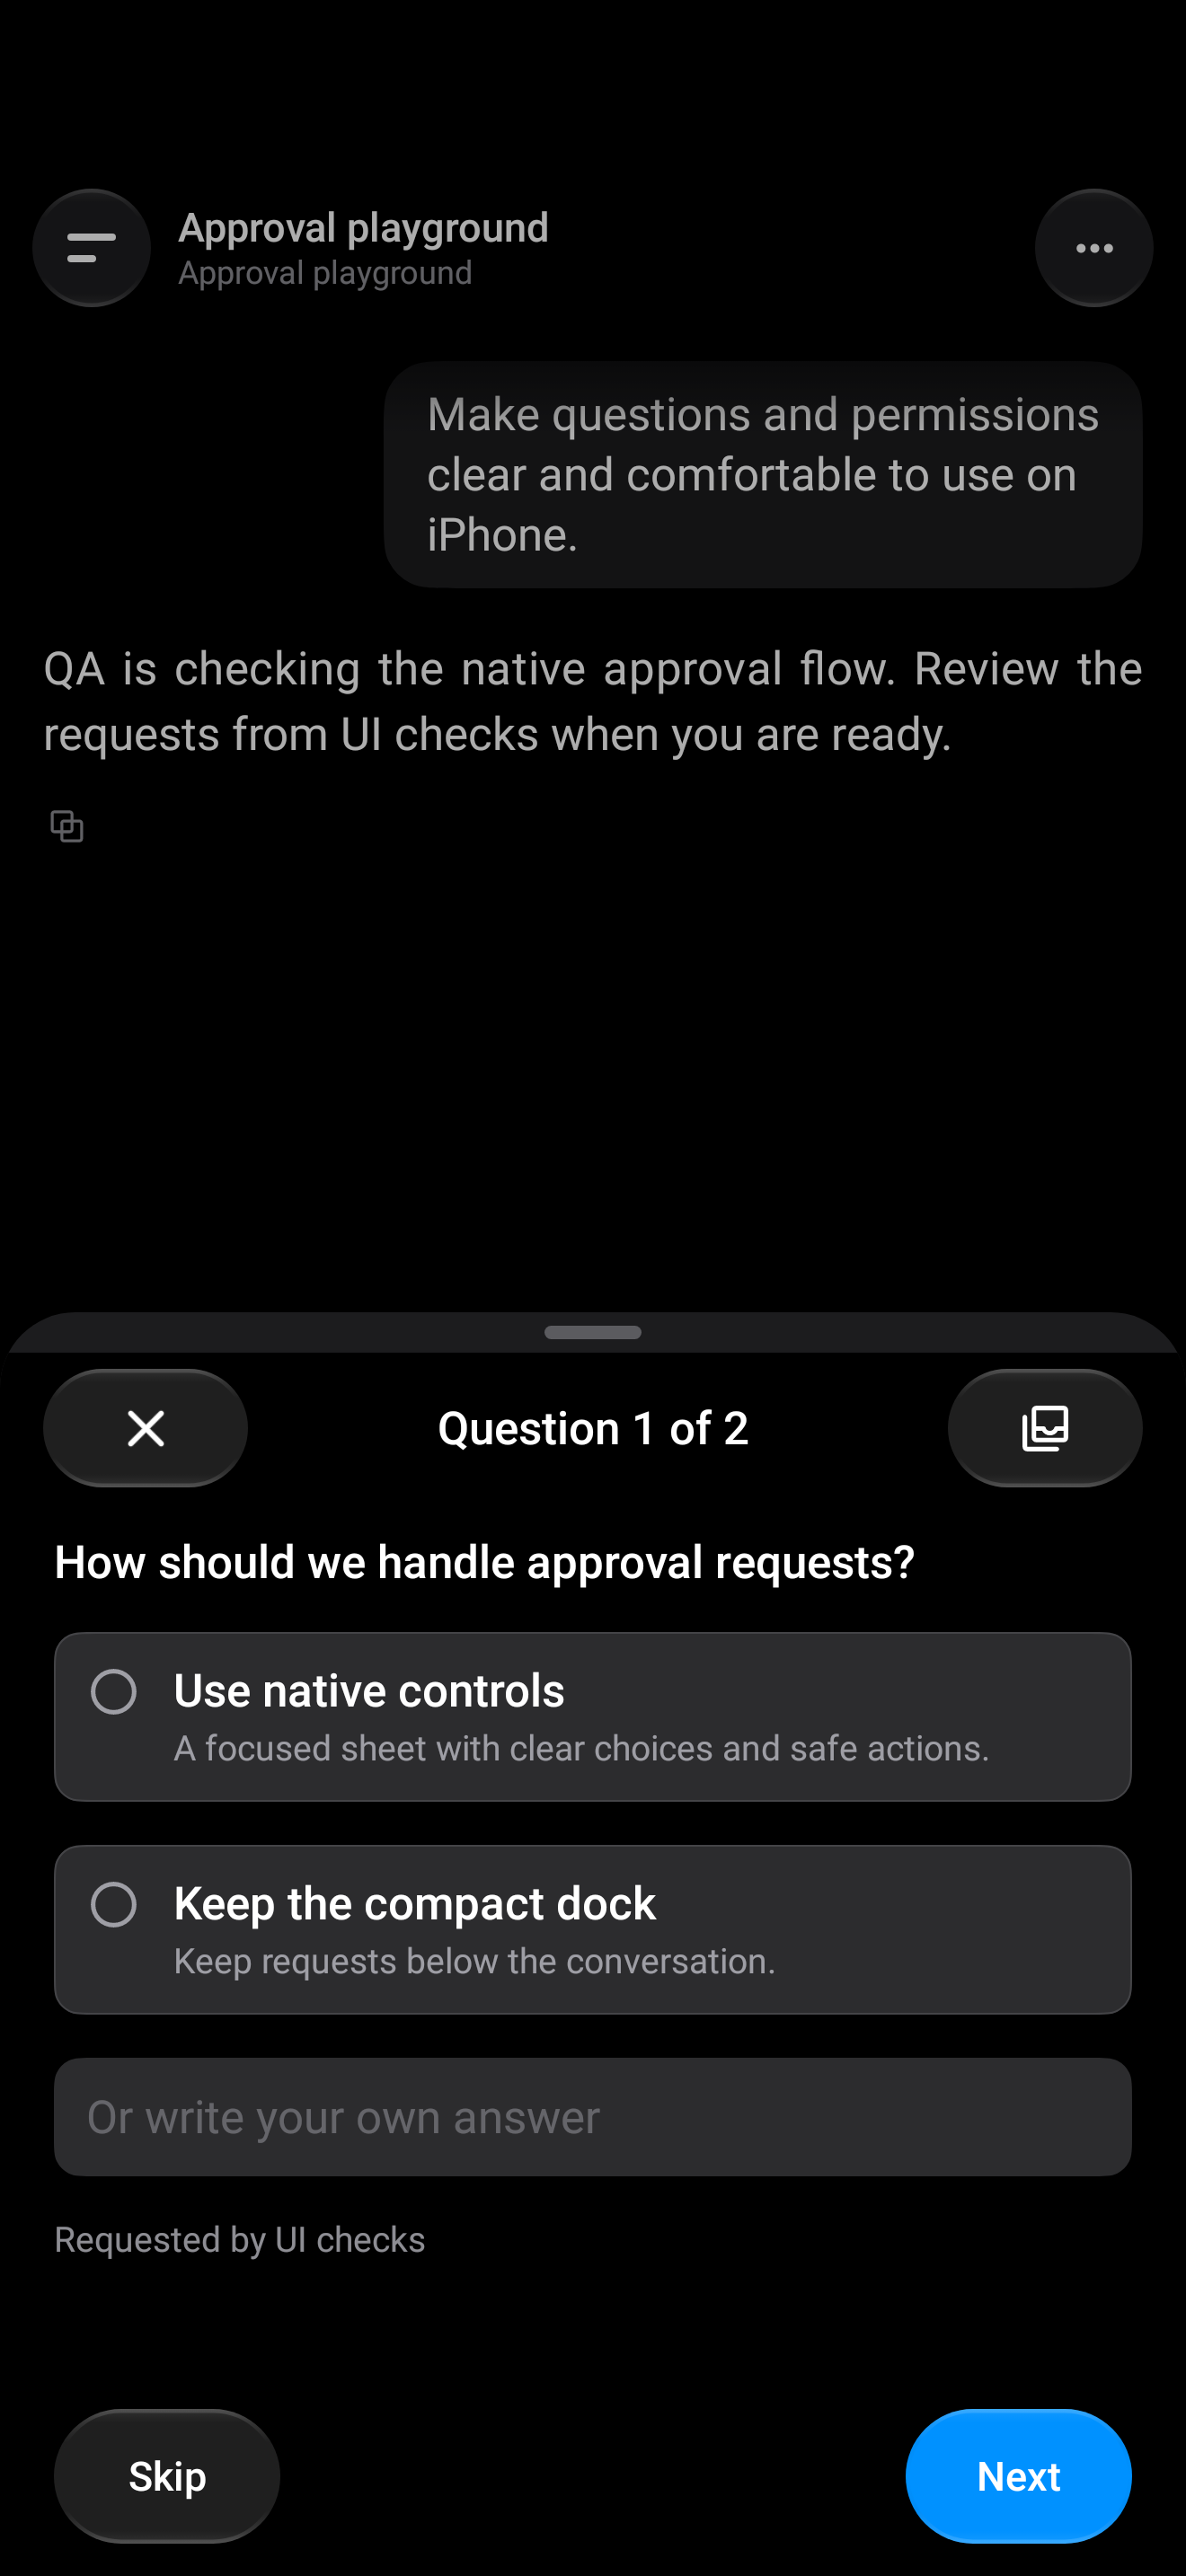 Approval playground
Approval playground
Make questions and permissions
clear and comfortable to use on
iPhone.
QA is checking the native approval flow. Review the
requests from UI checks when you are ready.
Question 1 of 2
How should we handle approval requests?
Use native controls
A focused sheet with clear choices and safe actions.
Keep the compact dock
Keep requests below the conversation.
Or write your own answer
Requested by UI checks
Skip
Next